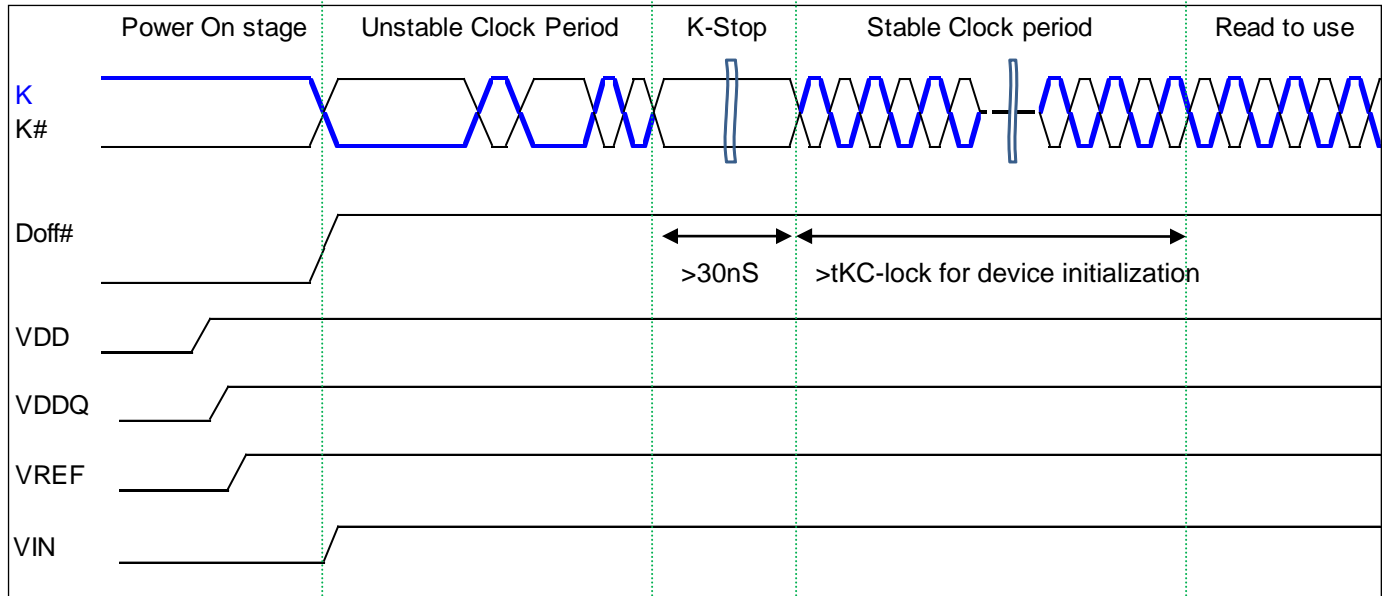 Power On stage
Unstable Clock Period
K-Stop
Stable Clock period
Read to use
K
K#
Doff#
>30nS
>tKC-lock for device initialization
VDD
VDDQ
VREF
VIN